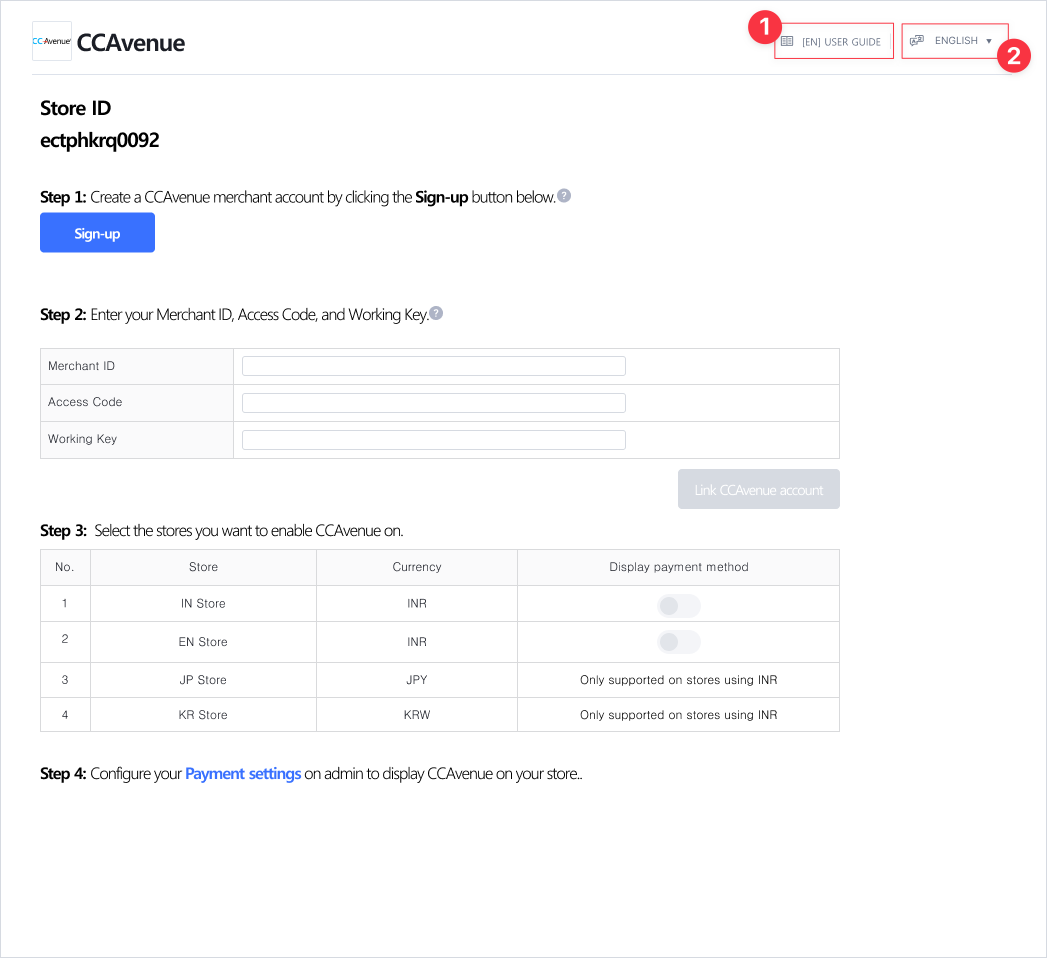 CCAvenue CCAvenue
1
[EN] USER GUIDE
ENGLISH ▼
2
Store ID
ectphkrq0092
Step 1: Create a CCAvenue merchant account by clicking the Sign-up button below. ?
Sign-up
Step 2: Enter your Merchant ID, Access Code, and Working Key. ?
Merchant ID
Access Code
Working Key
Link CCAvenue account
Step 3: Select the stores you want to enable CCAvenue on.
No. Store Currency Display payment method
1 IN Store INR
2 EN Store INR
3 JP Store JPY Only supported on stores using INR
4 KR Store KRW Only supported on stores using INR
Step 4: Configure your Payment settings on admin to display CCAvenue on your store..